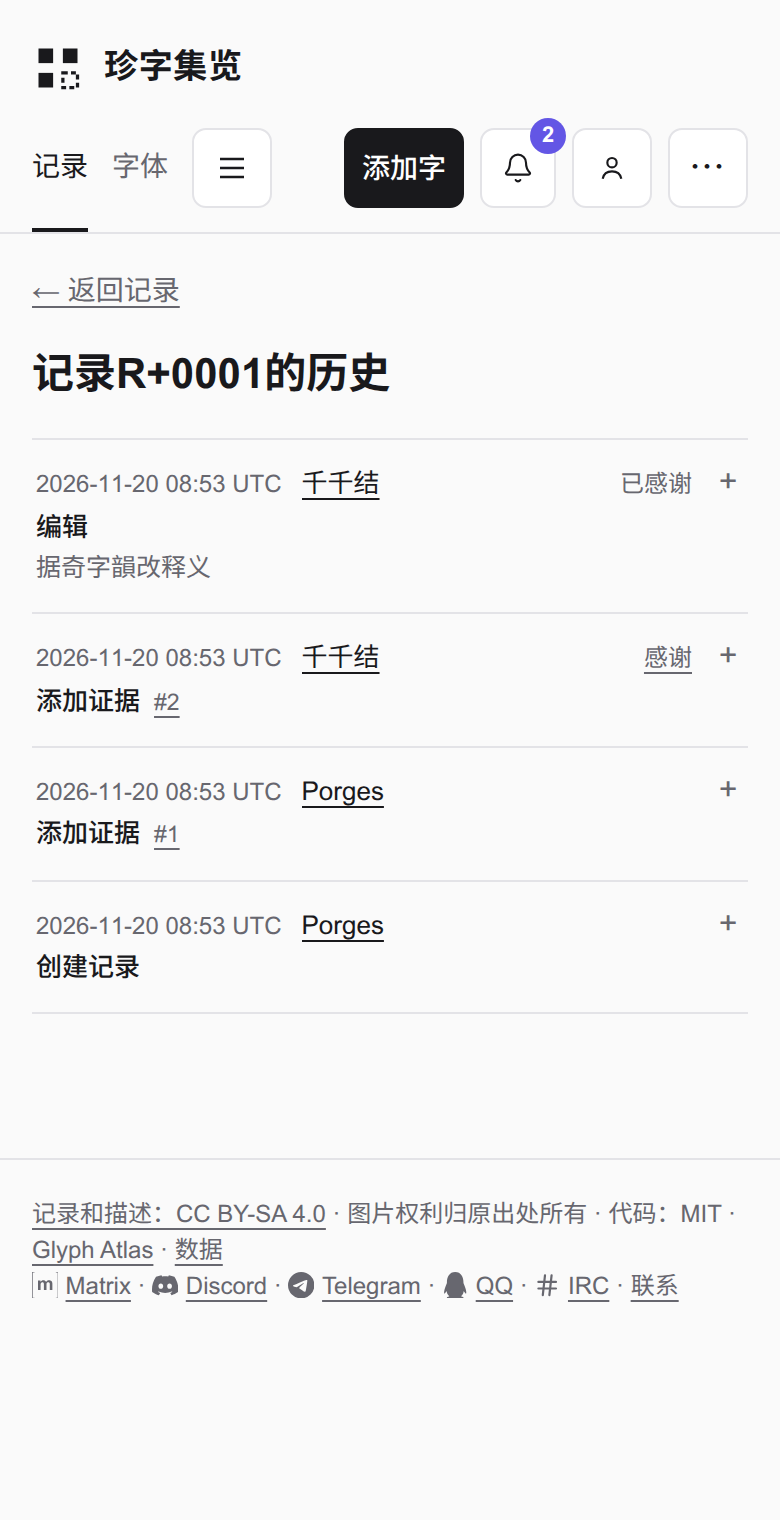 珍字集览
记录 字体 添加字 2 ···
← 返回记录
记录R+0001的历史
2026-11-20 08:53 UTC 千千结 已感谢 +
编辑
据奇字韻改释义
2026-11-20 08:53 UTC 千千结 感谢 +
添加证据 #2
2026-11-20 08:53 UTC Porges +
添加证据 #1
2026-11-20 08:53 UTC Porges +
创建记录
记录和描述：CC BY-SA 4.0 · 图片权利归原出处所有 · 代码：MIT ·
Glyph Atlas · 数据
[m] Matrix · Discord · Telegram · QQ · # IRC · 联系